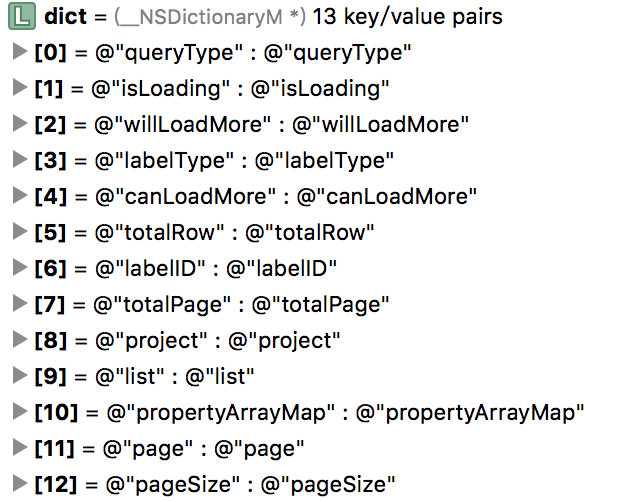 L dict = (__NSDictionaryM *) 13 key/value pairs
[0] = @"queryType" : @"queryType"
[1] = @"isLoading" : @"isLoading"
[2] = @"willLoadMore" : @"willLoadMore"
[3] = @"labelType" : @"labelType"
[4] = @"canLoadMore" : @"canLoadMore"
[5] = @"totalRow" : @"totalRow"
[6] = @"labelID" : @"labelID"
[7] = @"totalPage" : @"totalPage"
[8] = @"project" : @"project"
[9] = @"list" : @"list"
[10] = @"propertyArrayMap" : @"propertyArrayMap"
[11] = @"page" : @"page"
[12] = @"pageSize" : @"pageSize"